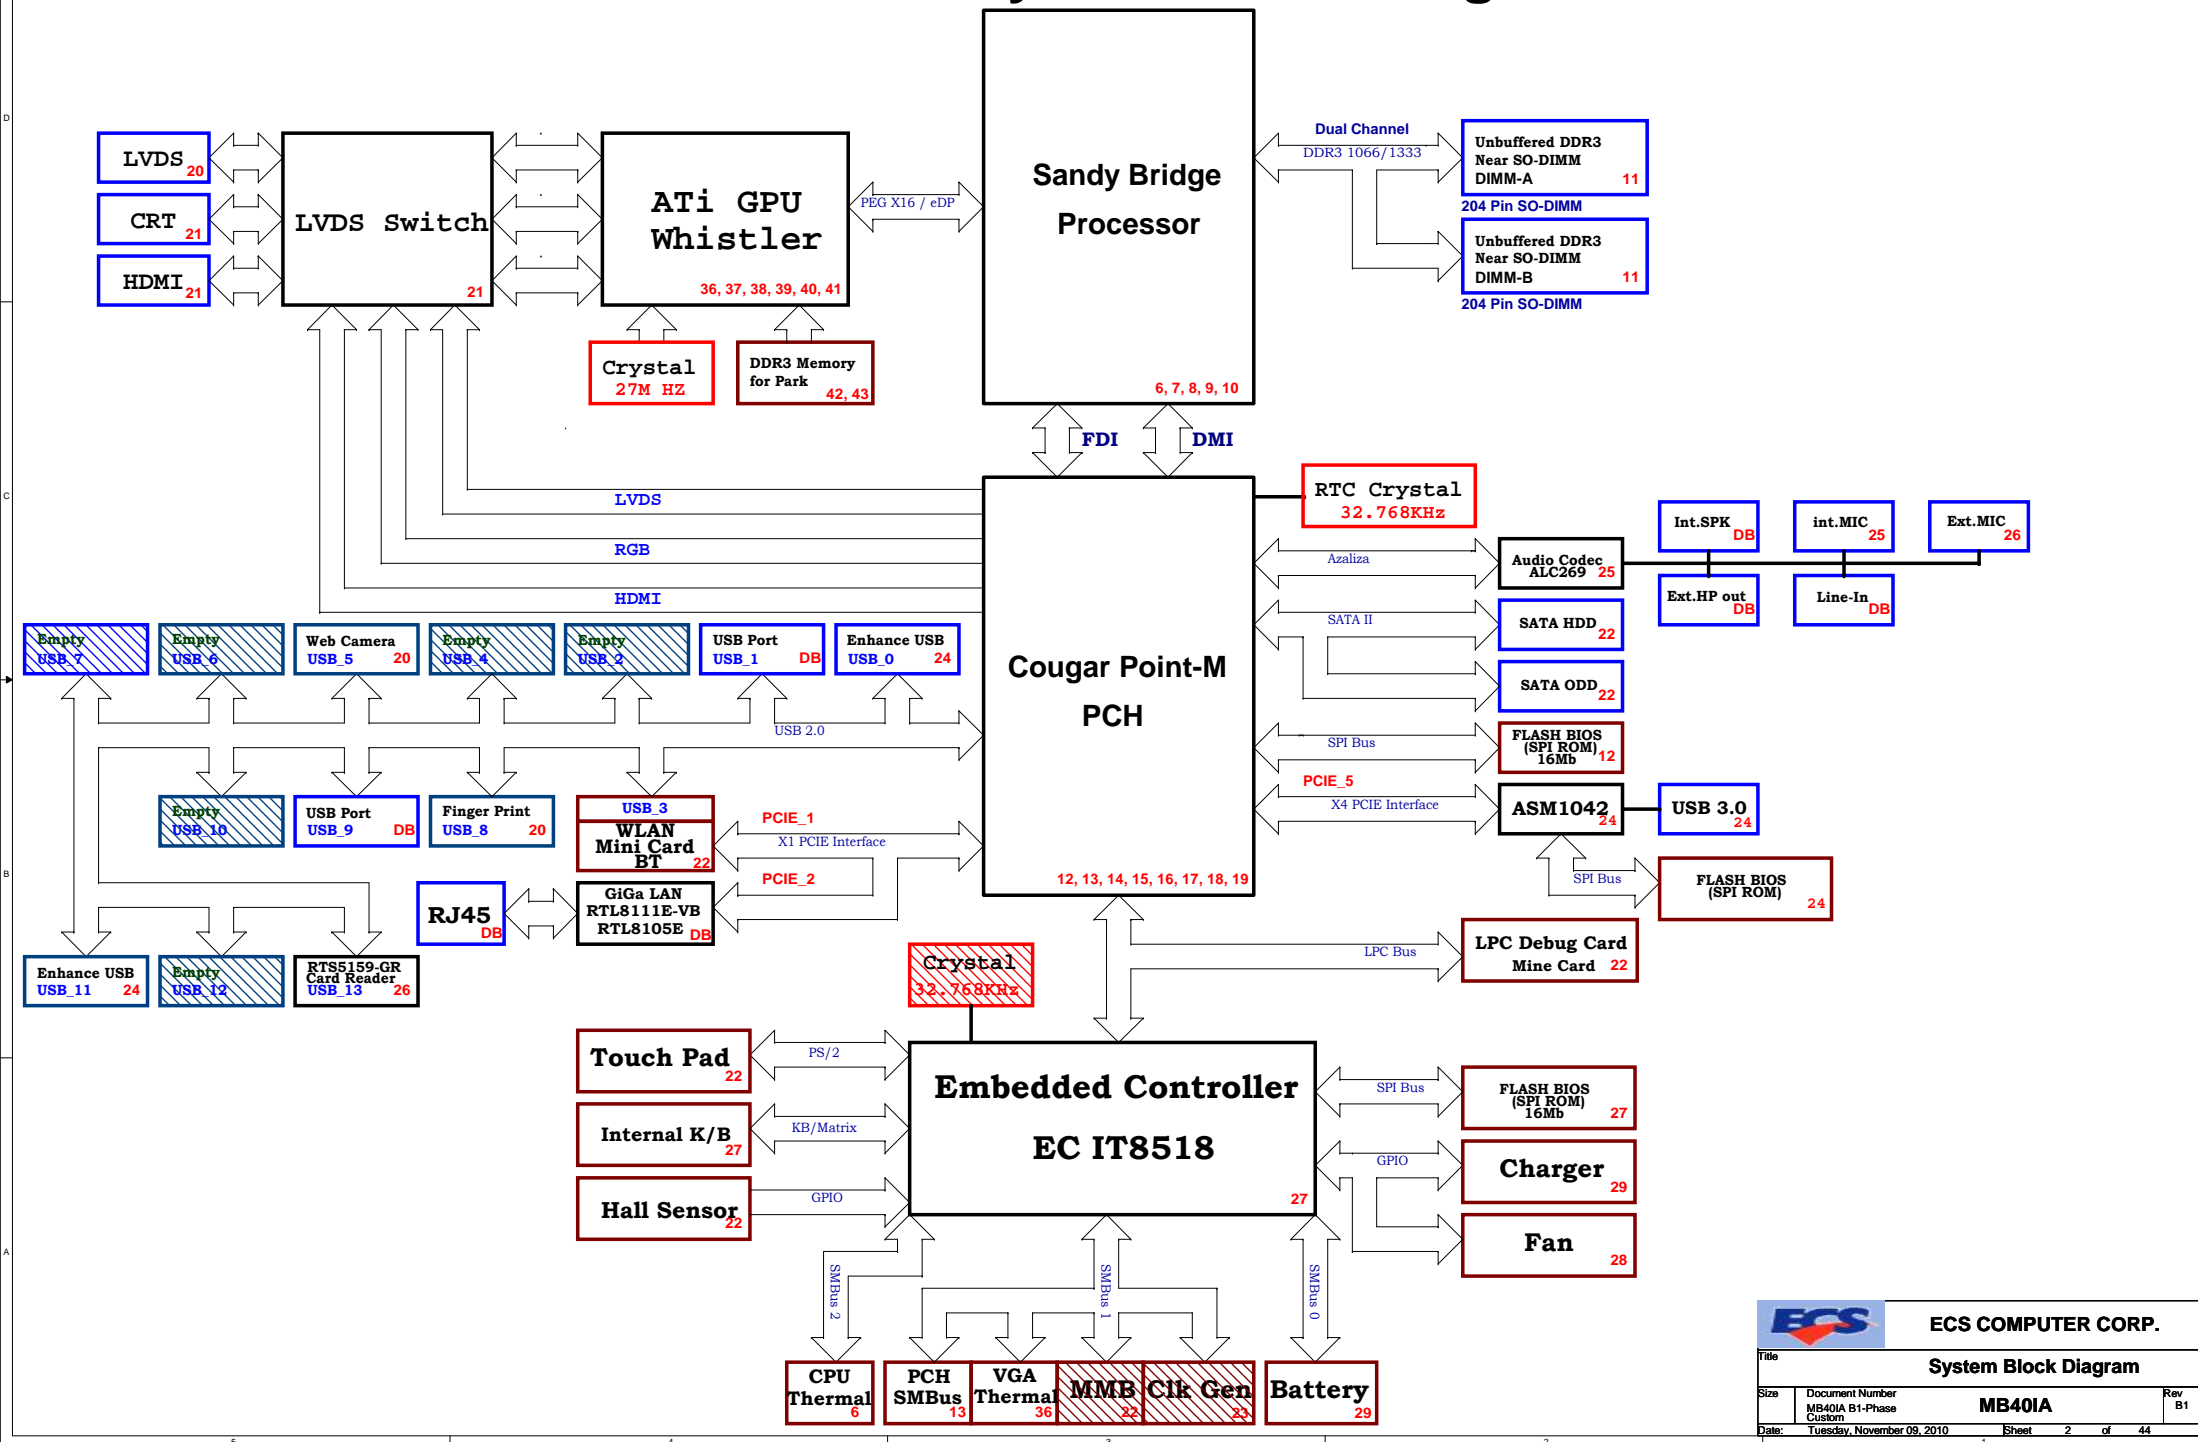 D
C
B
A
LVDS
20
CRT
21
HDMI
21
LVDS Switch
21
ATi GPU
Whistler
36, 37, 38, 39, 40, 41
Crystal
27M HZ
DDR3 Memory
for Park
42, 43
PEG X16 / eDP
Sandy Bridge
Processor
6, 7, 8, 9, 10
Dual Channel
DDR3 1066/1333
Unbuffered DDR3
Near SO-DIMM
DIMM-A
11
204 Pin SO-DIMM
Unbuffered DDR3
Near SO-DIMM
DIMM-B
11
204 Pin SO-DIMM
FDI
DMI
LVDS
RGB
HDMI
Cougar Point-M
PCH
12, 13, 14, 15, 16, 17, 18, 19
RTC Crystal
32.768KHz
Azaliza
Audio Codec
ALC269 25
Int.SPK
DB
int.MIC
25
Ext.MIC
26
Ext.HP out
DB
Line-In
DB
SATA II
SATA HDD
22
SATA ODD
22
SPI Bus
FLASH BIOS
(SPI ROM)
16Mb 12
PCIE_5
X4 PCIE Interface
ASM1042
24
USB 3.0
24
SPI Bus
FLASH BIOS
(SPI ROM)
24
Empty
USB_7
Empty
USB_6
Web Camera
USB_5 20
Empty
USB_4
Empty
USB_2
USB Port
USB_1 DB
Enhance USB
USB_0 24
USB 2.0
Empty
USB_10
USB Port
USB_9 DB
Finger Print
USB_8 20
USB_3
WLAN
Mini Card
BT 22
PCIE_1
X1 PCIE Interface
PCIE_2
RJ45
DB
GiGa LAN
RTL8111E-VB
RTL8105E DB
Enhance USB
USB_11 24
Empty
USB_12
RTS5159-GR
Card Reader
USB_13 26
LPC Bus
LPC Debug Card
Mine Card 22
Crystal
32.768KHz
Touch Pad
22
PS/2
Internal K/B
27
KB/Matrix
Hall Sensor
22
GPIO
Embedded Controller
EC IT8518
27
SPI Bus
FLASH BIOS
(SPI ROM)
16Mb 27
GPIO
Charger
29
Fan
28
SMBus 2
SMBus 1
SMBus 0
CPU
Thermal
6
PCH
SMBus
13
VGA
Thermal
36
MMB
22
Clk Gen
23
Battery
29
ECS
ECS COMPUTER CORP.
Title
System Block Diagram
Size
Document Number
Rev
MB40IA B1-Phase
Custom
MB40IA
B1
Date: Tuesday, November 09, 2010 Sheet 2 of 44